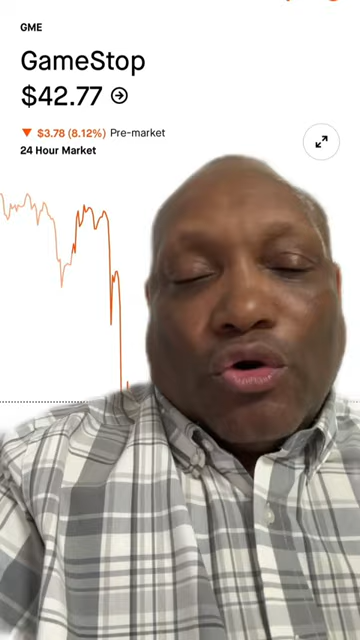 GME
GameStop
$42.77
▼ $3.78 (8.12%) Pre-market
24 Hour Market